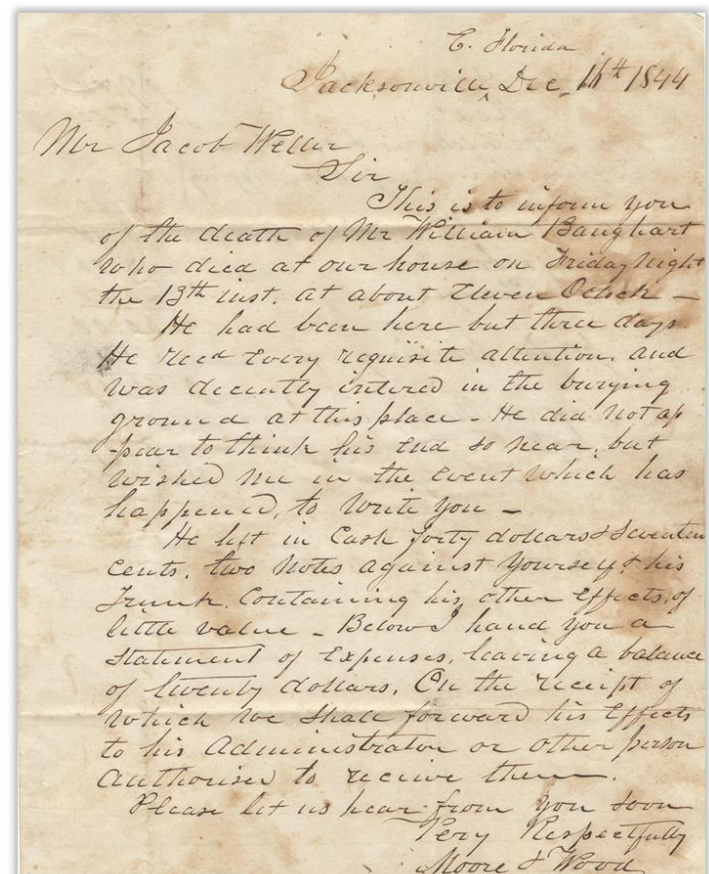 E. Florida
Jacksonville, Dec. 16th 1844
Mr Jacob Weller
Sir
This is to inform you
of the death of Mr William Banghart
who died at our house on Friday Night
the 13th inst. at about Eleven Oclock –
He had been here but three days.
He recd every requisite attention. and
was decently intered in the burying
ground at this place – He did not ap
pear to think his end so near, but
wished me in the event which has
happened, to write you –
He left in Cash forty dollars & Seventeen
cents. two Notes against Yourself & his
Trunk. Containing his other effects, of
little value – Below I hand you a
Statement of Expenses, leaving a balance
of twenty dollars, On the receipt of
which we shall forward his Effects
to his Administrator or other person
Authorised to receive them.
Please let us hear from you soon
Very Respectfully
Moore & Wood